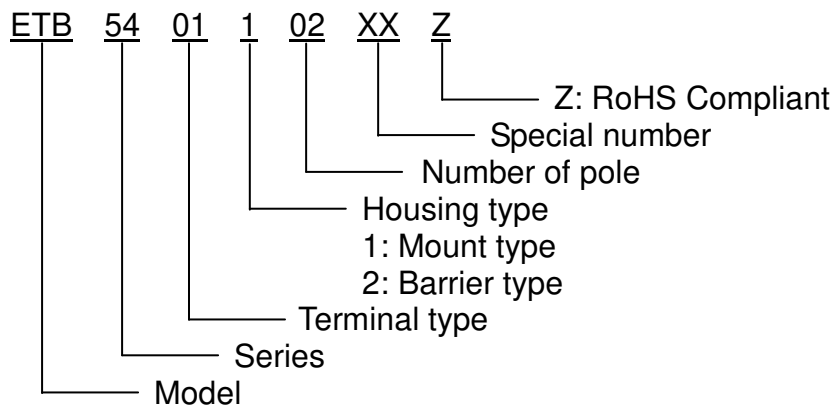 ETB 54 01 1 02 XX Z
Z: RoHS Compliant
Special number
Number of pole
Housing type
1: Mount type
2: Barrier type
Terminal type
Series
Model